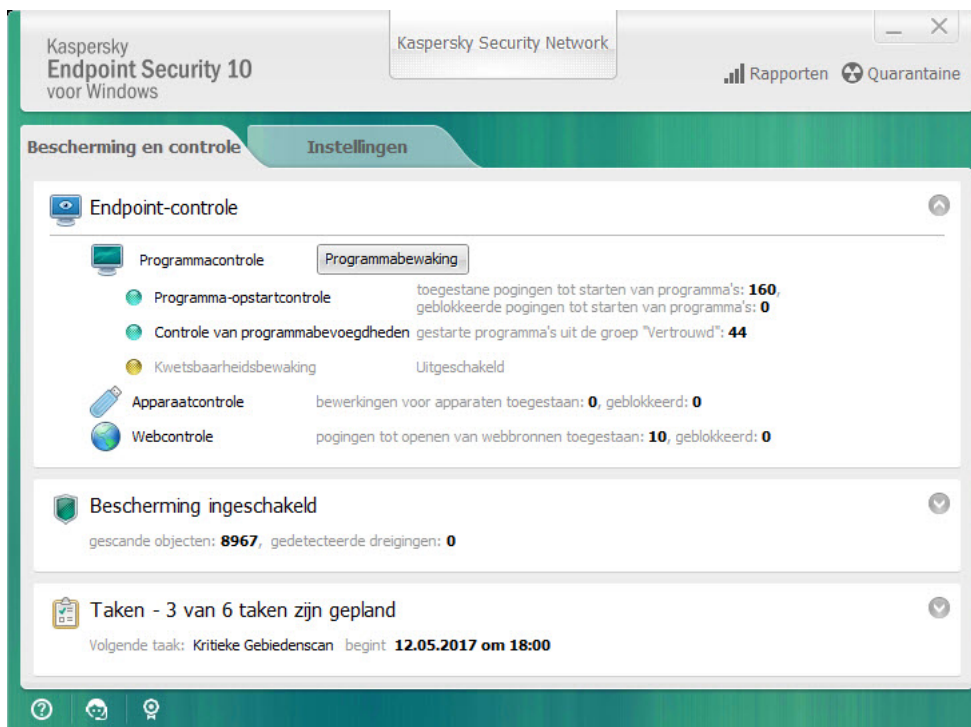 Kaspersky
Endpoint Security 10
voor Windows
Kaspersky Security Network
Rapporten
Quarantaine
Bescherming en controle
Instellingen
Endpoint-controle
Programmacontrole
Programmabewaking
Programma-opstartcontrole
toegestane pogingen tot starten van programma's: 160,
geblokkeerde pogingen tot starten van programma's: 0
Controle van programmabevoegdheden gestarte programma's uit de groep "Vertrouwd": 44
Kwetsbaarheidsbewaking
Uitgeschakeld
Apparaatcontrole
bewerkingen voor apparaten toegestaan: 0, geblokkeerd: 0
Webcontrole
pogingen tot openen van webbronnen toegestaan: 10, geblokkeerd: 0
Bescherming ingeschakeld
gescande objecten: 8967, gedetecteerde dreigingen: 0
Taken - 3 van 6 taken zijn gepland
Volgende taak: Kritieke Gebiedenscan begint 12.05.2017 om 18:00